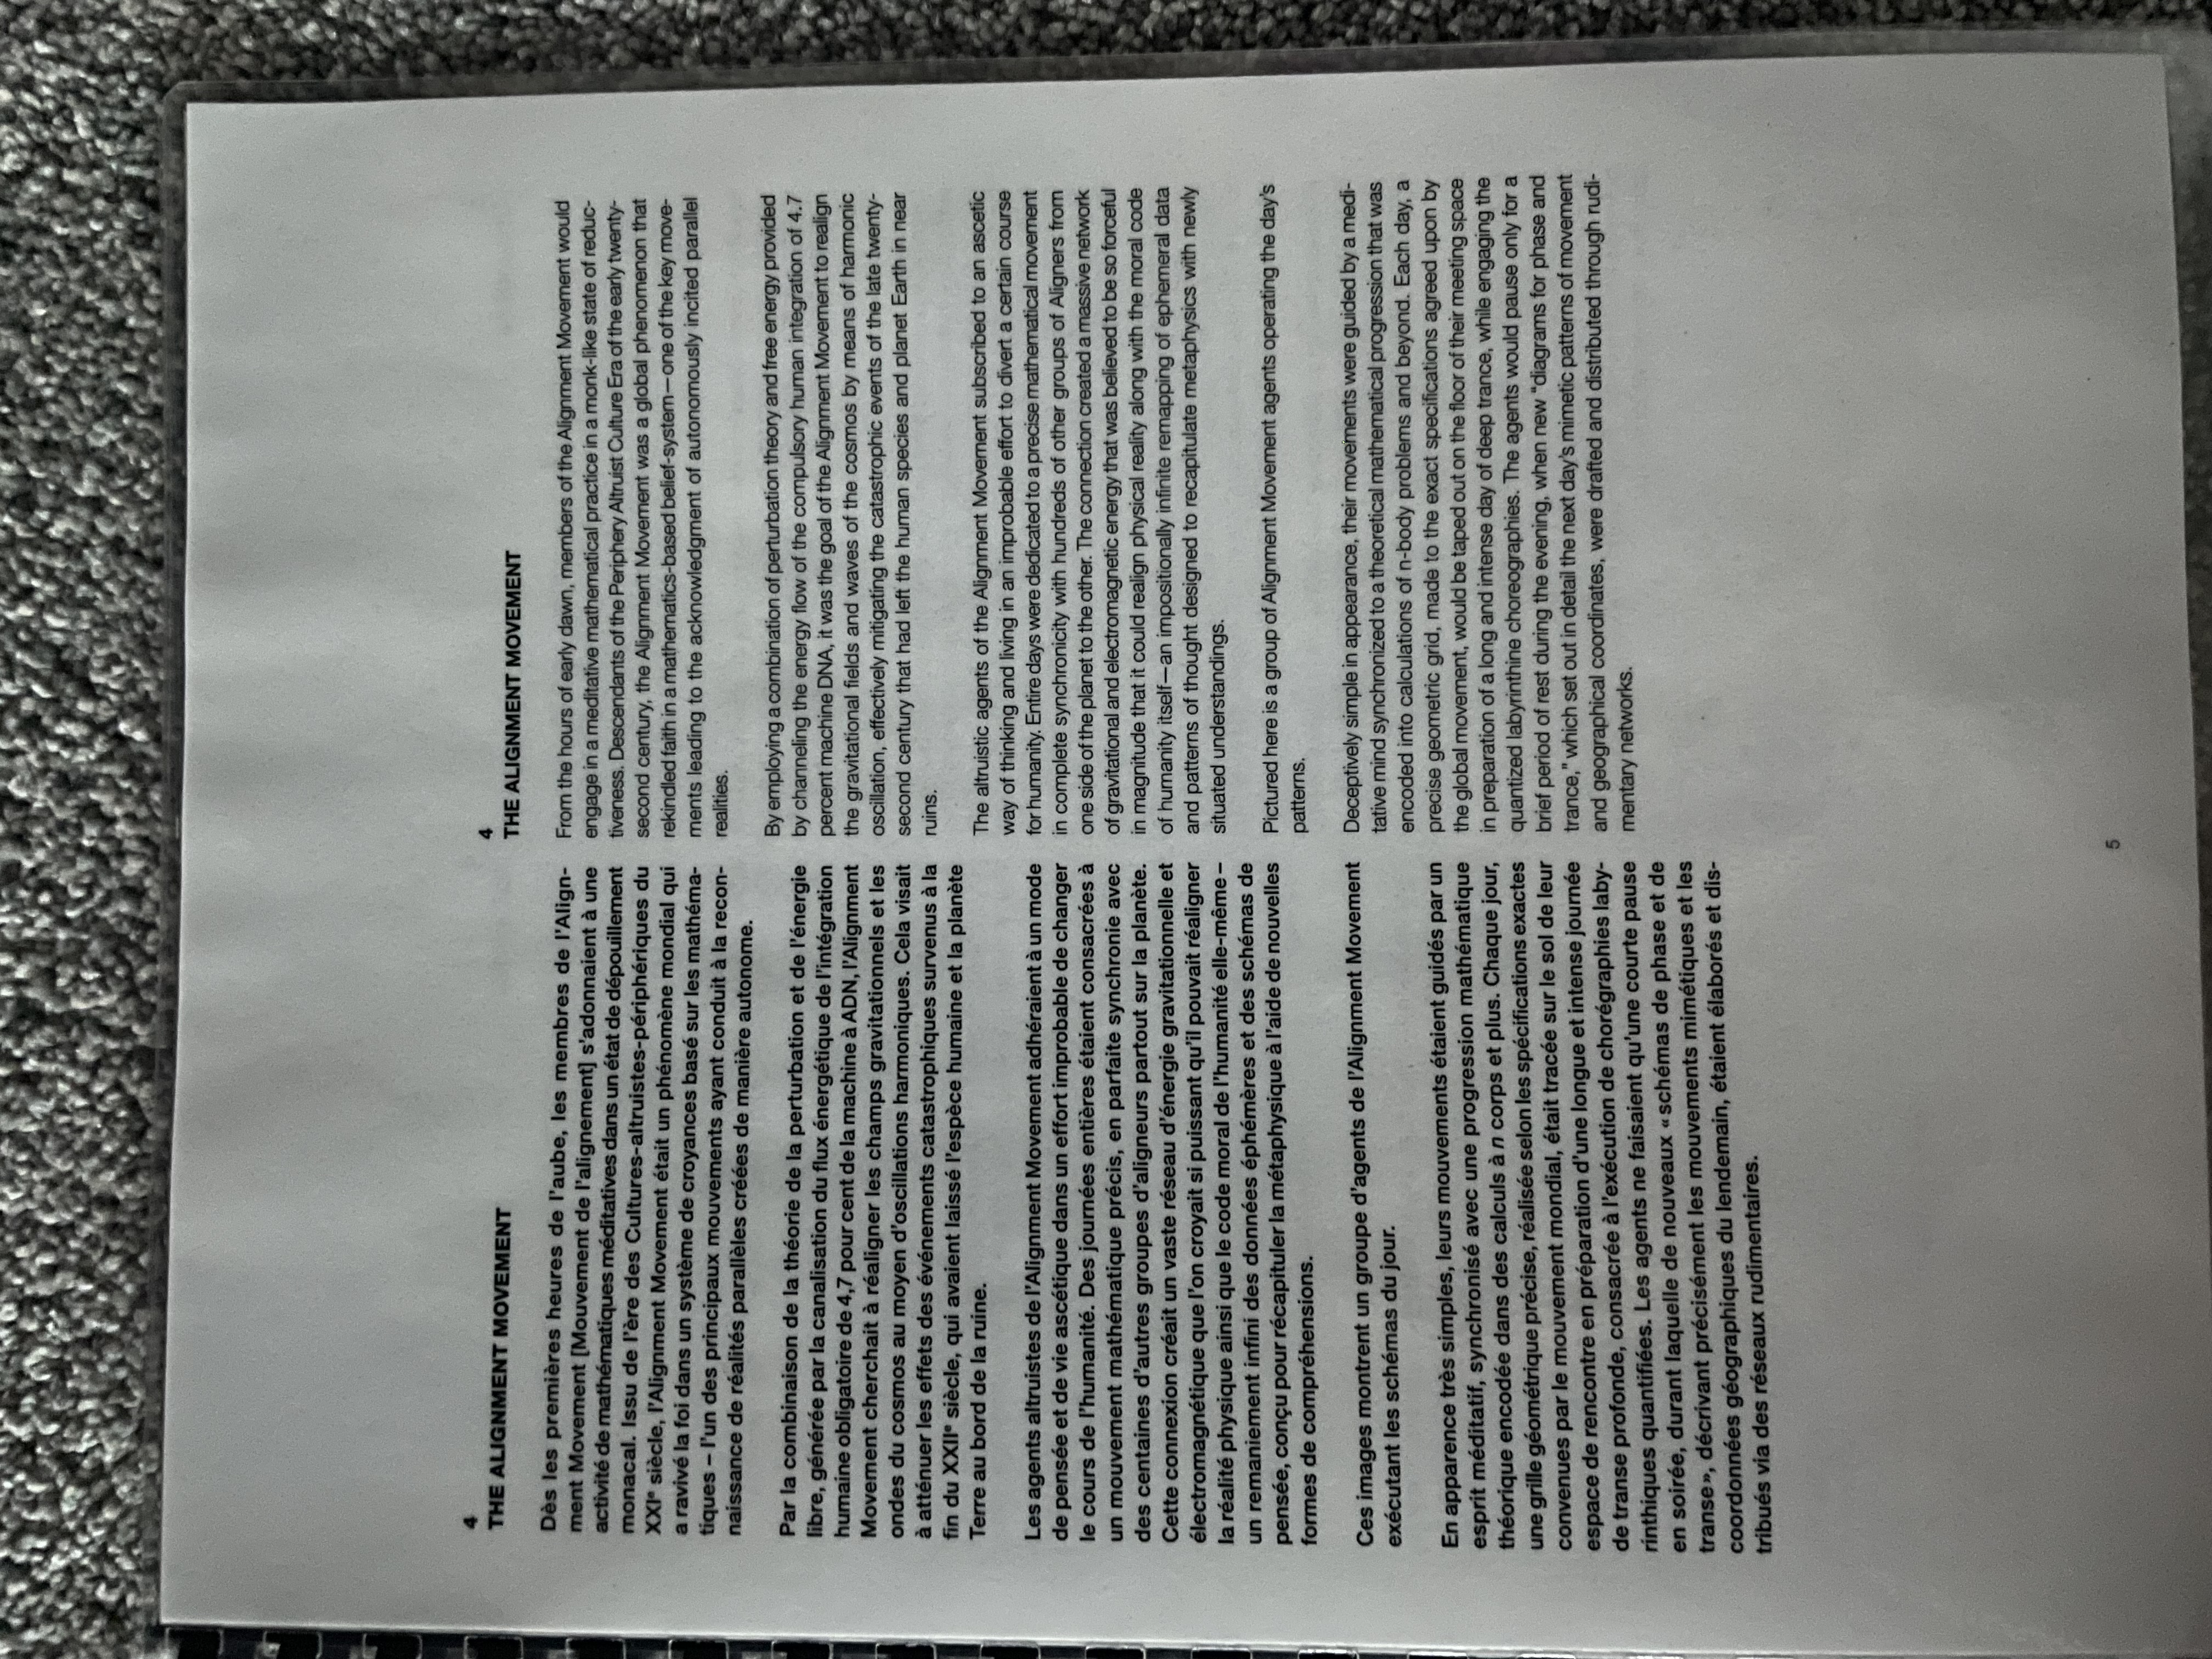 4
THE ALIGNMENT MOVEMENT
Dès les premières heures de l'aube, les membres de l'Align-
ment Movement [Mouvement de l'alignement] s'adonnaient à une
activité de mathématiques méditatives dans un état de dépouillement
monacal. Issu de l'ère des Cultures-altruistes-périphériques du
XXIe siècle, l'Alignment Movement était un phénomène mondial qui
a ravivé la foi dans un système de croyances basé sur les mathéma-
tiques – l'un des principaux mouvements ayant conduit à la recon-
naissance de réalités parallèles créées de manière autonome.
Par la combinaison de la théorie de la perturbation et de l'énergie
libre, générée par la canalisation du flux énergétique de l'intégration
humaine obligatoire de 4,7 pour cent de la machine à ADN, l'Alignment
Movement cherchait à réaligner les champs gravitationnels et les
ondes du cosmos au moyen d'oscillations harmoniques. Cela visait
à atténuer les effets des événements catastrophiques survenus à la
fin du XXIIe siècle, qui avaient laissé l'espèce humaine et la planète
Terre au bord de la ruine.
Les agents altruistes de l'Alignment Movement adhéraient à un mode
de pensée et de vie ascétique dans un effort improbable de changer
le cours de l'humanité. Des journées entières étaient consacrées à
un mouvement mathématique précis, en parfaite synchronie avec
des centaines d'autres groupes d'aligneurs partout sur la planète.
Cette connexion créait un vaste réseau d'énergie gravitationnelle et
électromagnétique que l'on croyait si puissant qu'il pouvait réaligner
la réalité physique ainsi que le code moral de l'humanité elle-même –
un remaniement infini des données éphémères et des schémas de
pensée, conçu pour récapituler la métaphysique à l'aide de nouvelles
formes de compréhensions.
Ces images montrent un groupe d'agents de l'Alignment Movement
exécutant les schémas du jour.
En apparence très simples, leurs mouvements étaient guidés par un
esprit méditatif, synchronisé avec une progression mathématique
théorique encodée dans des calculs à n corps et plus. Chaque jour,
une grille géométrique précise, réalisée selon les spécifications exactes
convenues par le mouvement mondial, était tracée sur le sol de leur
espace de rencontre en préparation d'une longue et intense journée
de transe profonde, consacrée à l'exécution de chorégraphies laby-
rinthiques quantifiées. Les agents ne faisaient qu'une courte pause
en soirée, durant laquelle de nouveaux « schémas de phase et de
transe », décrivant précisément les mouvements mimétiques et les
coordonnées géographiques du lendemain, étaient élaborés et dis-
tribués via des réseaux rudimentaires.
4
THE ALIGNMENT MOVEMENT
From the hours of early dawn, members of the Alignment Movement would
engage in a meditative mathematical practice in a monk-like state of reduc-
tiveness. Descendants of the Periphery Altruist Culture Era of the early twenty-
second century, the Alignment Movement was a global phenomenon that
rekindled faith in a mathematics-based belief-system—one of the key move-
ments leading to the acknowledgment of autonomously incited parallel
realities.
By employing a combination of perturbation theory and free energy provided
by channeling the energy flow of the compulsory human integration of 4.7
percent machine DNA, it was the goal of the Alignment Movement to realign
the gravitational fields and waves of the cosmos by means of harmonic
oscillation, effectively mitigating the catastrophic events of the late twenty-
second century that had left the human species and planet Earth in near
ruins.
The altruistic agents of the Alignment Movement subscribed to an ascetic
way of thinking and living in an improbable effort to divert a certain course
for humanity. Entire days were dedicated to a precise mathematical movement
in complete synchronicity with hundreds of other groups of Aligners from
one side of the planet to the other. The connection created a massive network
of gravitational and electromagnetic energy that was believed to be so forceful
in magnitude that it could realign physical reality along with the moral code
of humanity itself—an impositionally infinite remapping of ephemeral data
and patterns of thought designed to recapitulate metaphysics with newly
situated understandings.
Pictured here is a group of Alignment Movement agents operating the day's
patterns.
Deceptively simple in appearance, their movements were guided by a medi-
tative mind synchronized to a theoretical mathematical progression that was
encoded into calculations of n-body problems and beyond. Each day, a
precise geometric grid, made to the exact specifications agreed upon by
the global movement, would be taped out on the floor of their meeting space
in preparation of a long and intense day of deep trance, while engaging the
quantized labyrinthine choreographies. The agents would pause only for a
brief period of rest during the evening, when new "diagrams for phase and
trance," which set out in detail the next day's mimetic patterns of movement
and geographical coordinates, were drafted and distributed through rudi-
mentary networks.
5